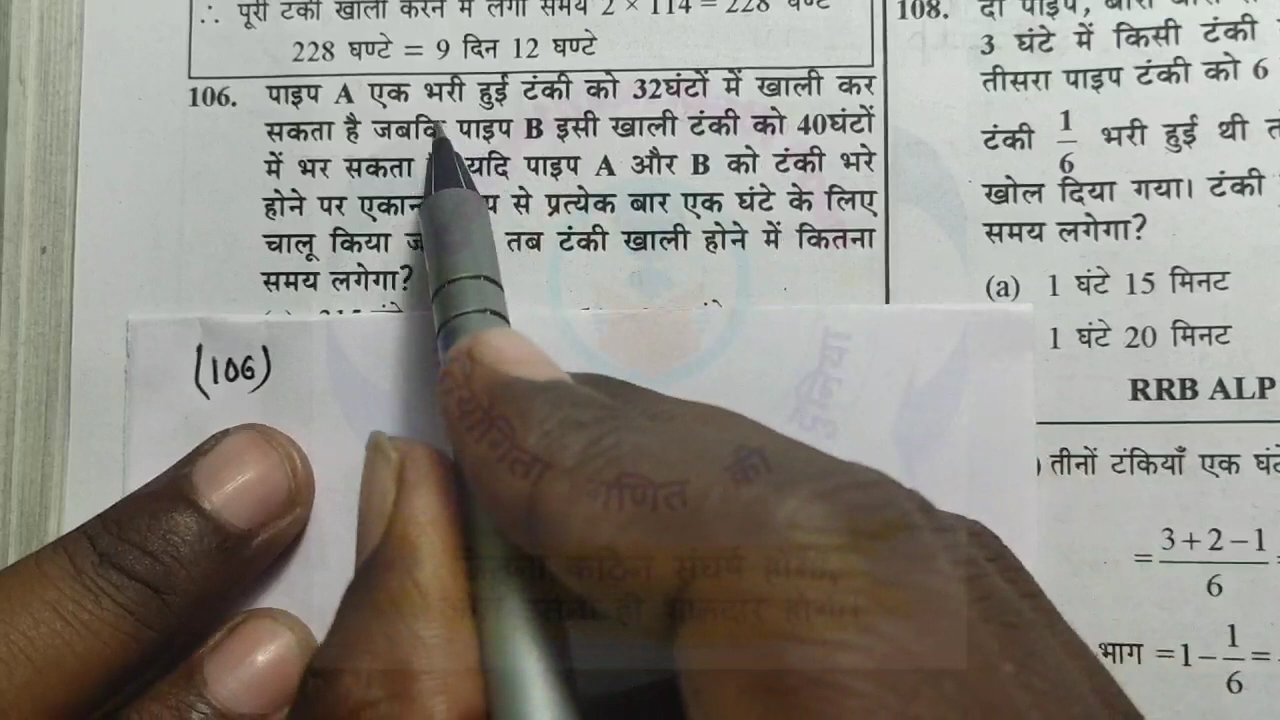 ∴ पूरी टंकी खाली करने में लगा समय 2 × 114 = 228 घण्टे
228 घण्टे = 9 दिन 12 घण्टे
106. पाइप A एक भरी हुई टंकी को 32घंटों में खाली कर
सकता है जबकि पाइप B इसी खाली टंकी को 40घंटों
में भर सकता यदि पाइप A और B को टंकी भरे
होने पर से प्रत्येक बार एक घंटे के लिए
चालू किया तब टंकी खाली होने में कितना
समय लगेगा?
(106)
गणित की दुनिया
108. दो पाइप,
3 घंटे में किसी टंकी
तीसरा पाइप टंकी को 6
टंकी 1/6 भरी हुई थी
खोल दिया गया। टंकी
समय लगेगा?
(a) 1 घंटे 15 मिनट
1 घंटे 20 मिनट
RRB ALP
तीनों टंकियाँ एक
= 3+2−1/6
भाग =1−1/6=